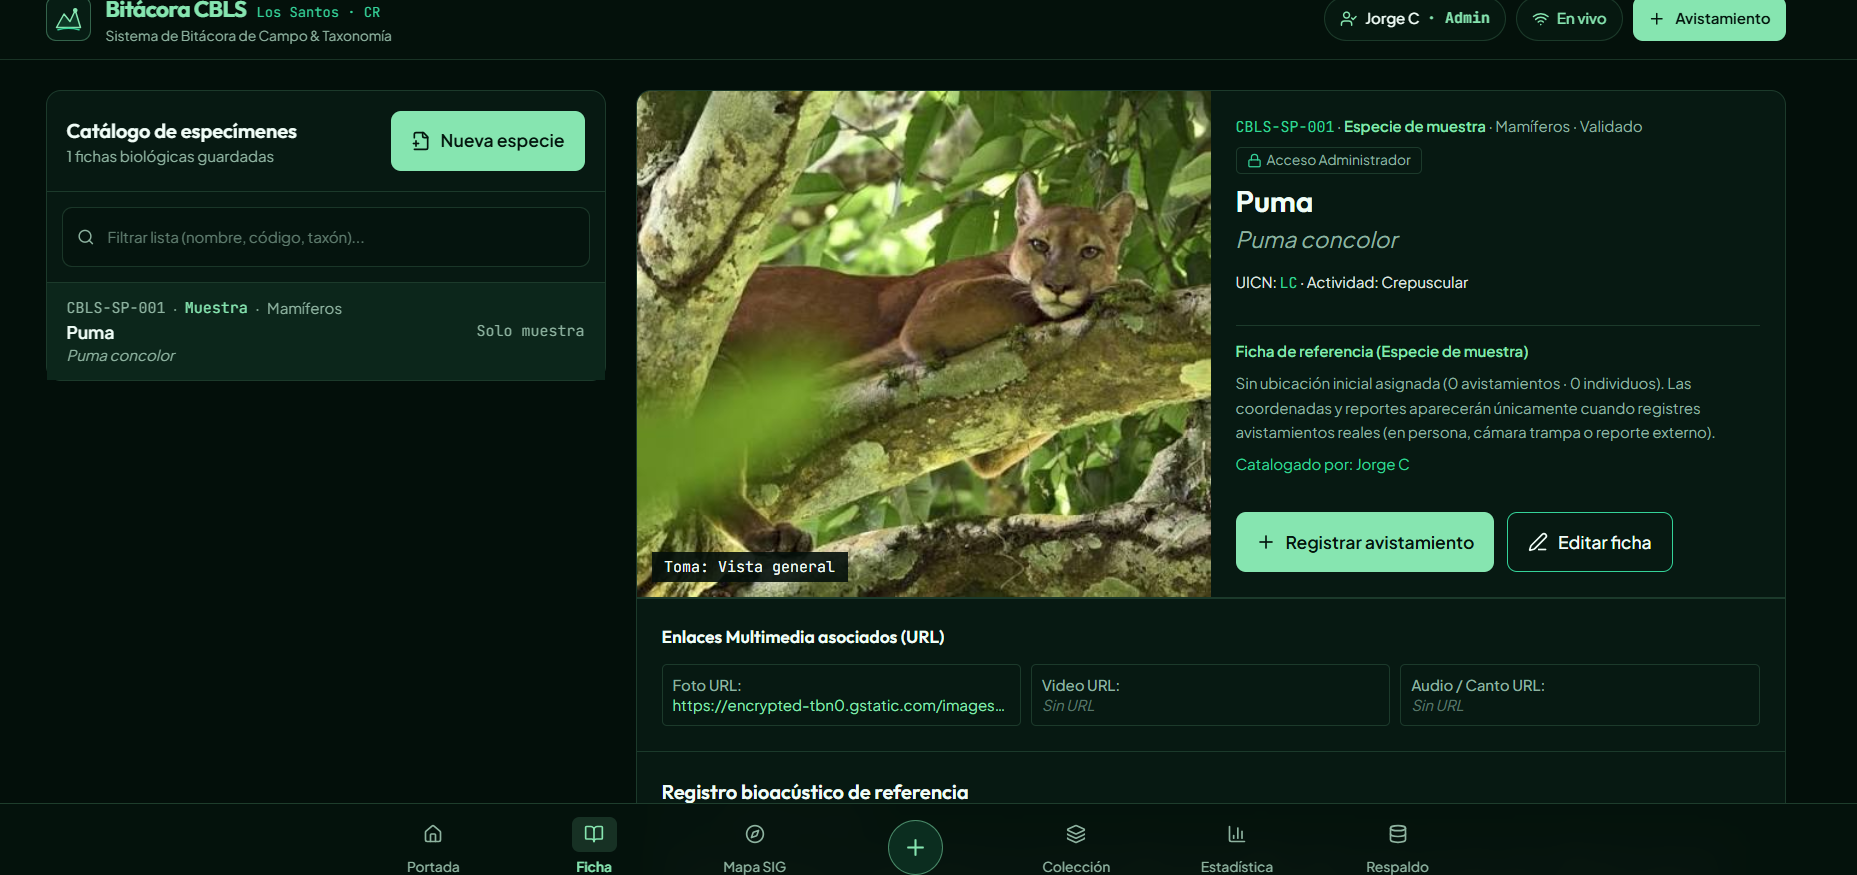 Bitácora CBLS Los Santos · CR
Sistema de Bitácora de Campo & Taxonomía
Jorge C · Admin
En vivo
+ Avistamiento
Catálogo de especímenes
1 fichas biológicas guardadas
Nueva especie
Filtrar lista (nombre, código, taxón)...
CBLS-SP-001 · Muestra · Mamíferos
Puma
Solo muestra
Puma concolor
Toma: Vista general
CBLS-SP-001 · Especie de muestra · Mamíferos · Validado
Acceso Administrador
Puma
Puma concolor
UICN: LC · Actividad: Crepuscular
Ficha de referencia (Especie de muestra)
Sin ubicación inicial asignada (0 avistamientos · 0 individuos). Las
coordenadas y reportes aparecerán únicamente cuando registres
avistamientos reales (en persona, cámara trampa o reporte externo).
Catalogado por: Jorge C
+ Registrar avistamiento
Editar ficha
Enlaces Multimedia asociados (URL)
Foto URL:
https://encrypted-tbn0.gstatic.com/images...
Video URL:
Sin URL
Audio / Canto URL:
Sin URL
Registro bioacústico de referencia
Portada
Ficha
Mapa SIG
+
Colección
Estadística
Respaldo